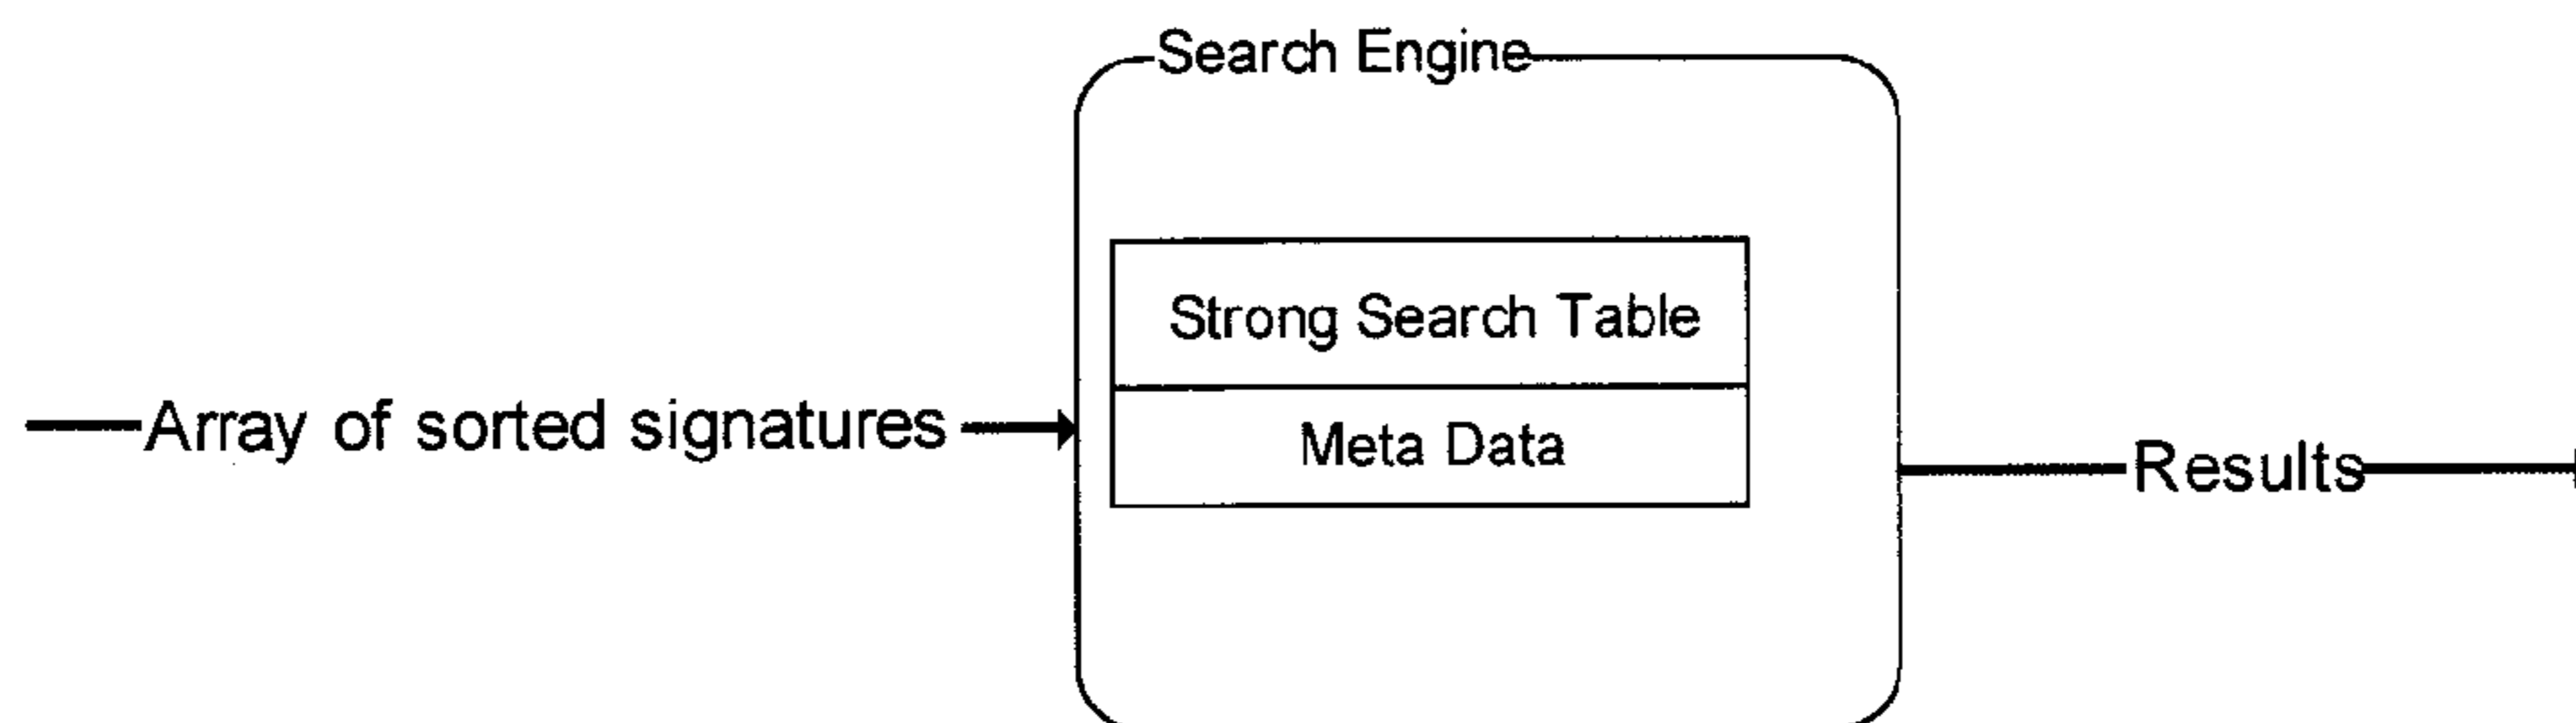 Search Engine
Strong Search Table
Array of sorted signatures
Meta Data
Results